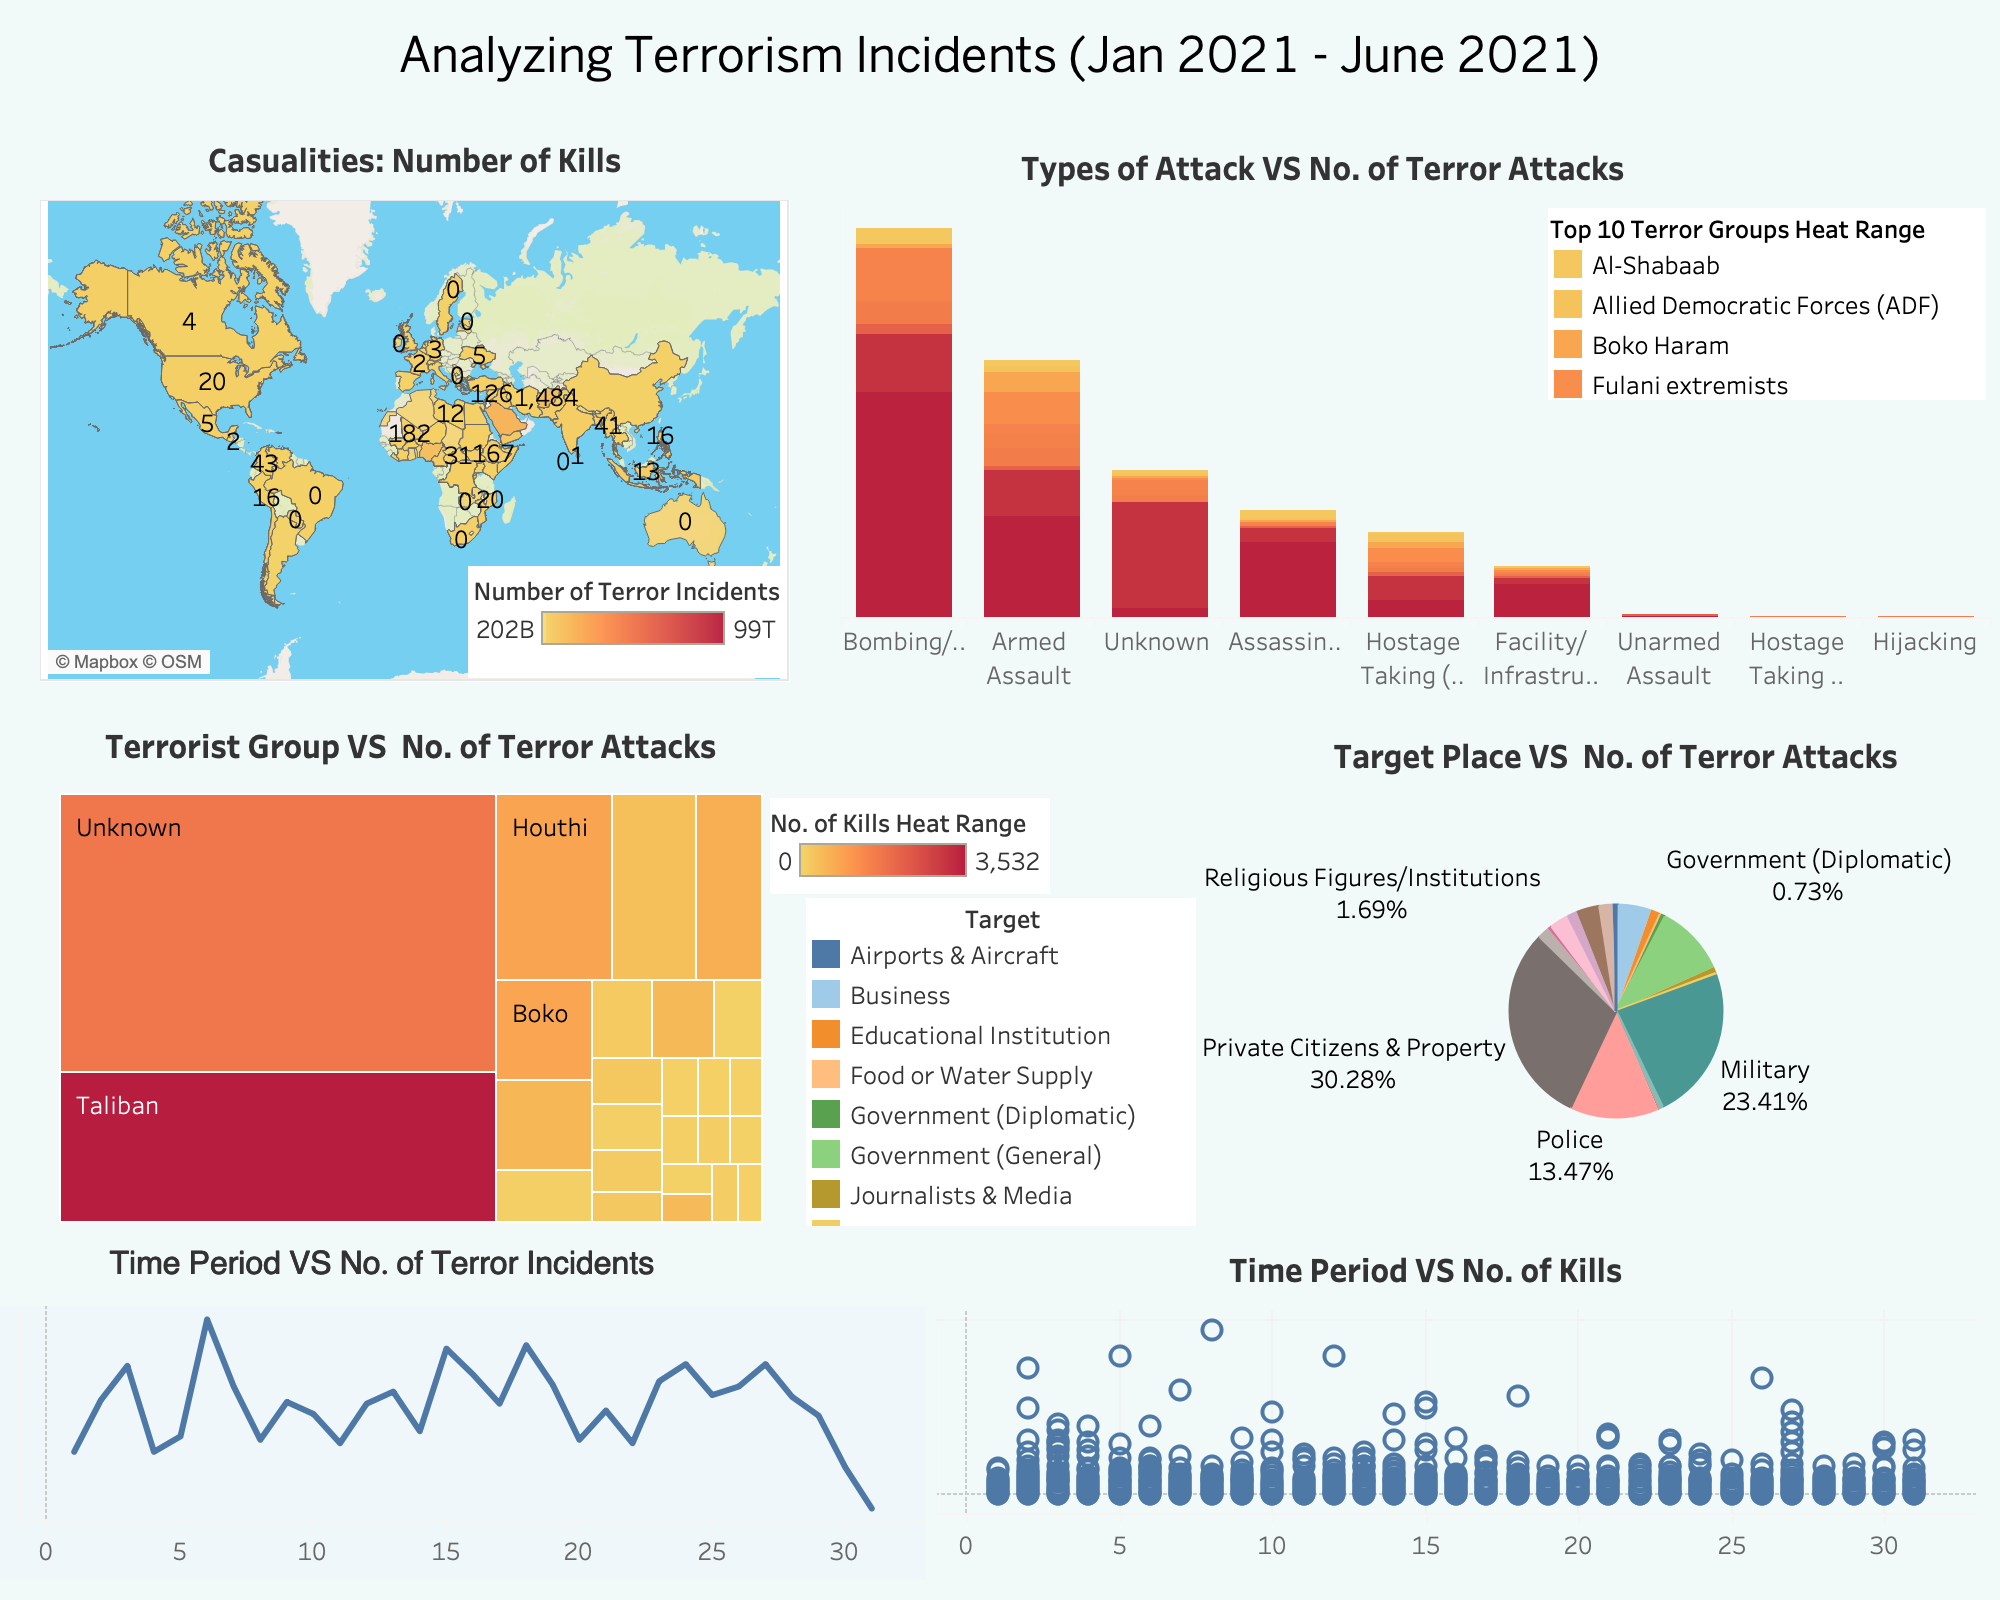 Analyzing Terrorism Incidents (Jan 2021 - June 2021)
Casualities: Number of Kills
0
0
4
0
3
2
5
0
20
126
1,484
5
12
182
41
16
2
43
31
167
0
1
13
16
0
0
20
0
0
0
Number of Terror Incidents
202B
99T
© Mapbox © OSM
Types of Attack VS No. of Terror Attacks
Top 10 Terror Groups Heat Range
Al-Shabaab
Allied Democratic Forces (ADF)
Boko Haram
Fulani extremists
Bombing/..
Armed
Assault
Unknown
Assassin..
Hostage
Taking (..
Facility/
Infrastru..
Unarmed
Assault
Hostage
Taking ..
Hijacking
Terrorist Group VS No. of Terror Attacks
Unknown
Houthi
Boko
Taliban
No. of Kills Heat Range
0
3,532
Target
Airports & Aircraft
Business
Educational Institution
Food or Water Supply
Government (Diplomatic)
Government (General)
Journalists & Media
Target Place VS No. of Terror Attacks
Government (Diplomatic)
0.73%
Religious Figures/Institutions
1.69%
Private Citizens & Property
30.28%
Military
23.41%
Police
13.47%
Time Period VS No. of Terror Incidents
0 5 10 15 20 25 30
Time Period VS No. of Kills
0 5 10 15 20 25 30